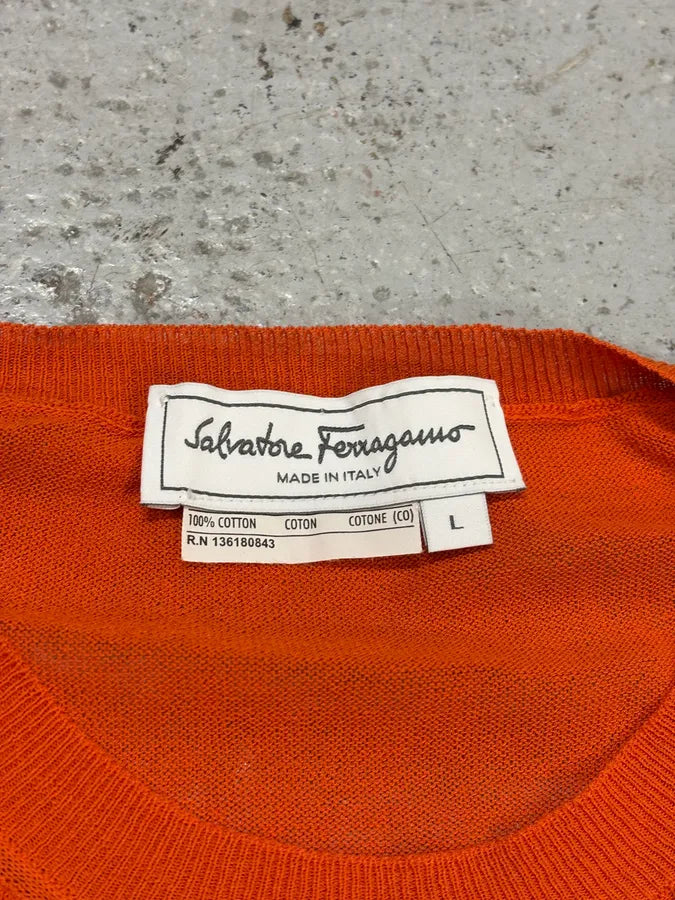 Salvatore Ferragamo
MADE IN ITALY
100% COTTON COTON COTONE (CO)
R.N 136180843
L